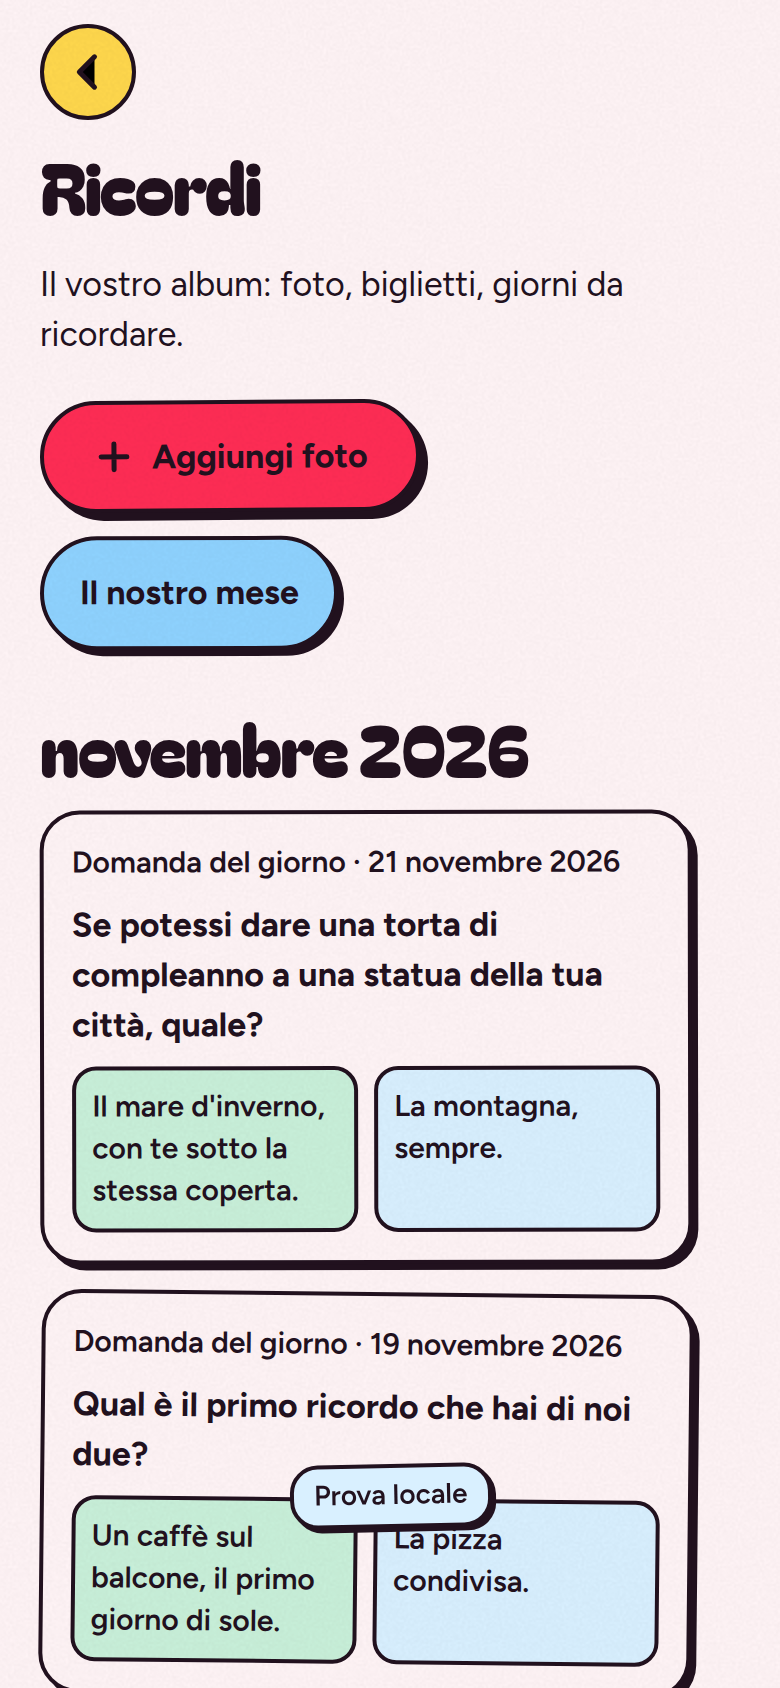 Ricordi
Il vostro album: foto, biglietti, giorni da
ricordare.
Aggiungi foto
Il nostro mese
novembre 2026
Domanda del giorno · 21 novembre 2026
Se potessi dare una torta di
compleanno a una statua della tua
città, quale?
Il mare d'inverno,
con te sotto la
stessa coperta.
La montagna,
sempre.
Domanda del giorno · 19 novembre 2026
Qual è il primo ricordo che hai di noi
due?
Prova locale
Un caffè sul
balcone, il primo
giorno di sole.
La pizza
condivisa.